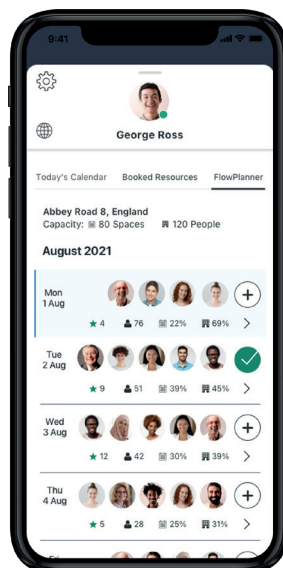 9:41
George Ross
Today's Calendar Booked Resources FlowPlanner
Abbey Road 8, England
Capacity: 80 Spaces 120 People
August 2021
Mon
1 Aug
4 76 22% 69%
Tue
2 Aug
9 51 39% 45%
Wed
3 Aug
12 42 30% 39%
Thu
4 Aug
5 28 25% 31%